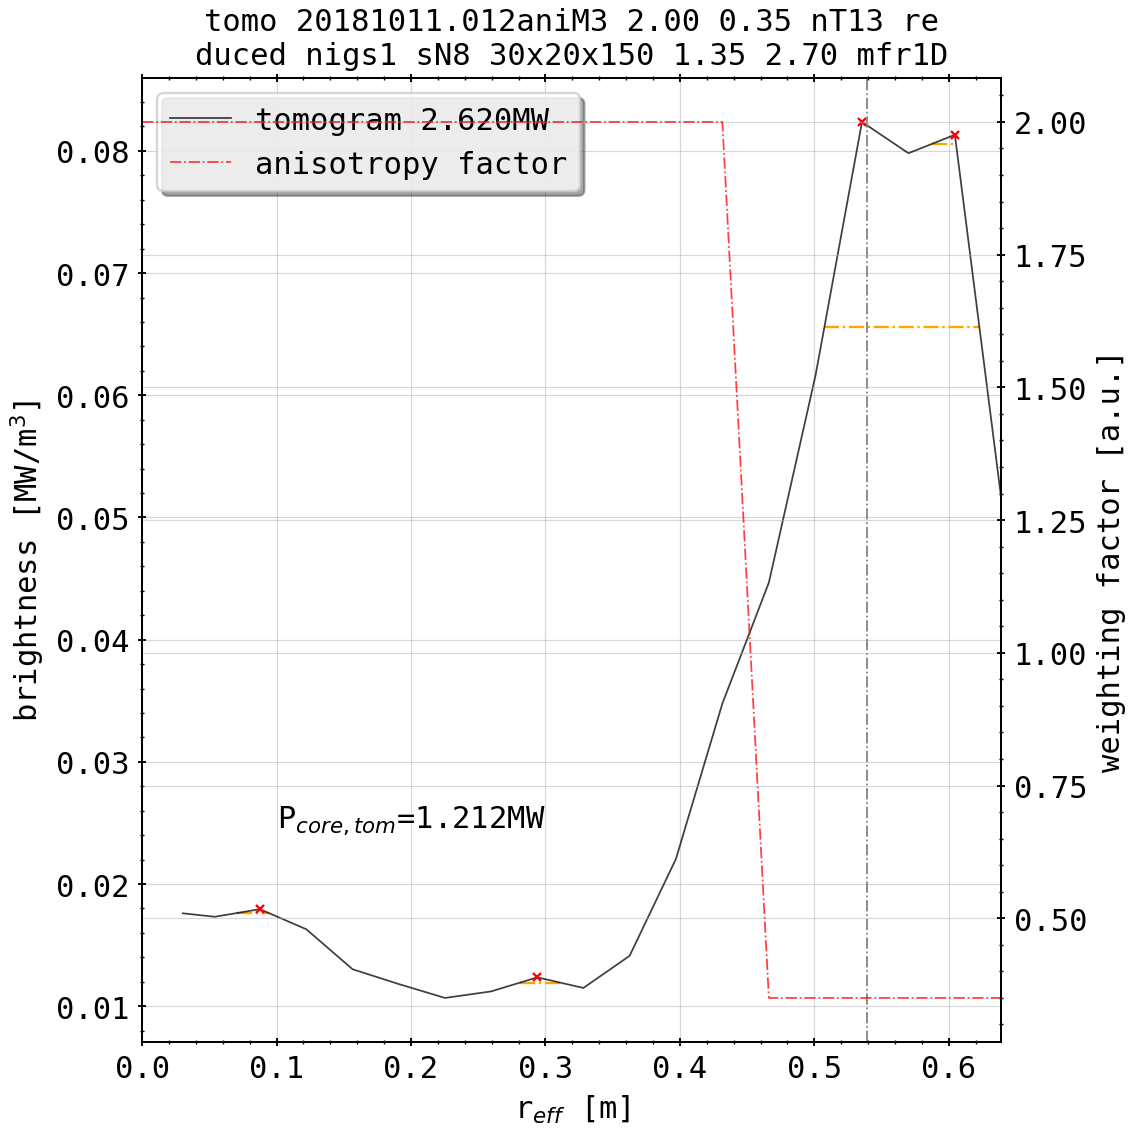 tomo 20181011.012aniM3 2.00 0.35 nT13 re
duced nigs1 sN8 30x20x150 1.35 2.70 mfr1D
tomogram 2.620MW
anisotropy factor
0.08
0.07
0.06
0.05
0.04
0.03
0.02
0.01
brightness [MW/m³]
P_core,tom=1.212MW
2.00
1.75
1.50
1.25
1.00
0.75
0.50
weighting factor [a.u.]
0.0 0.1 0.2 0.3 0.4 0.5 0.6
r_eff [m]